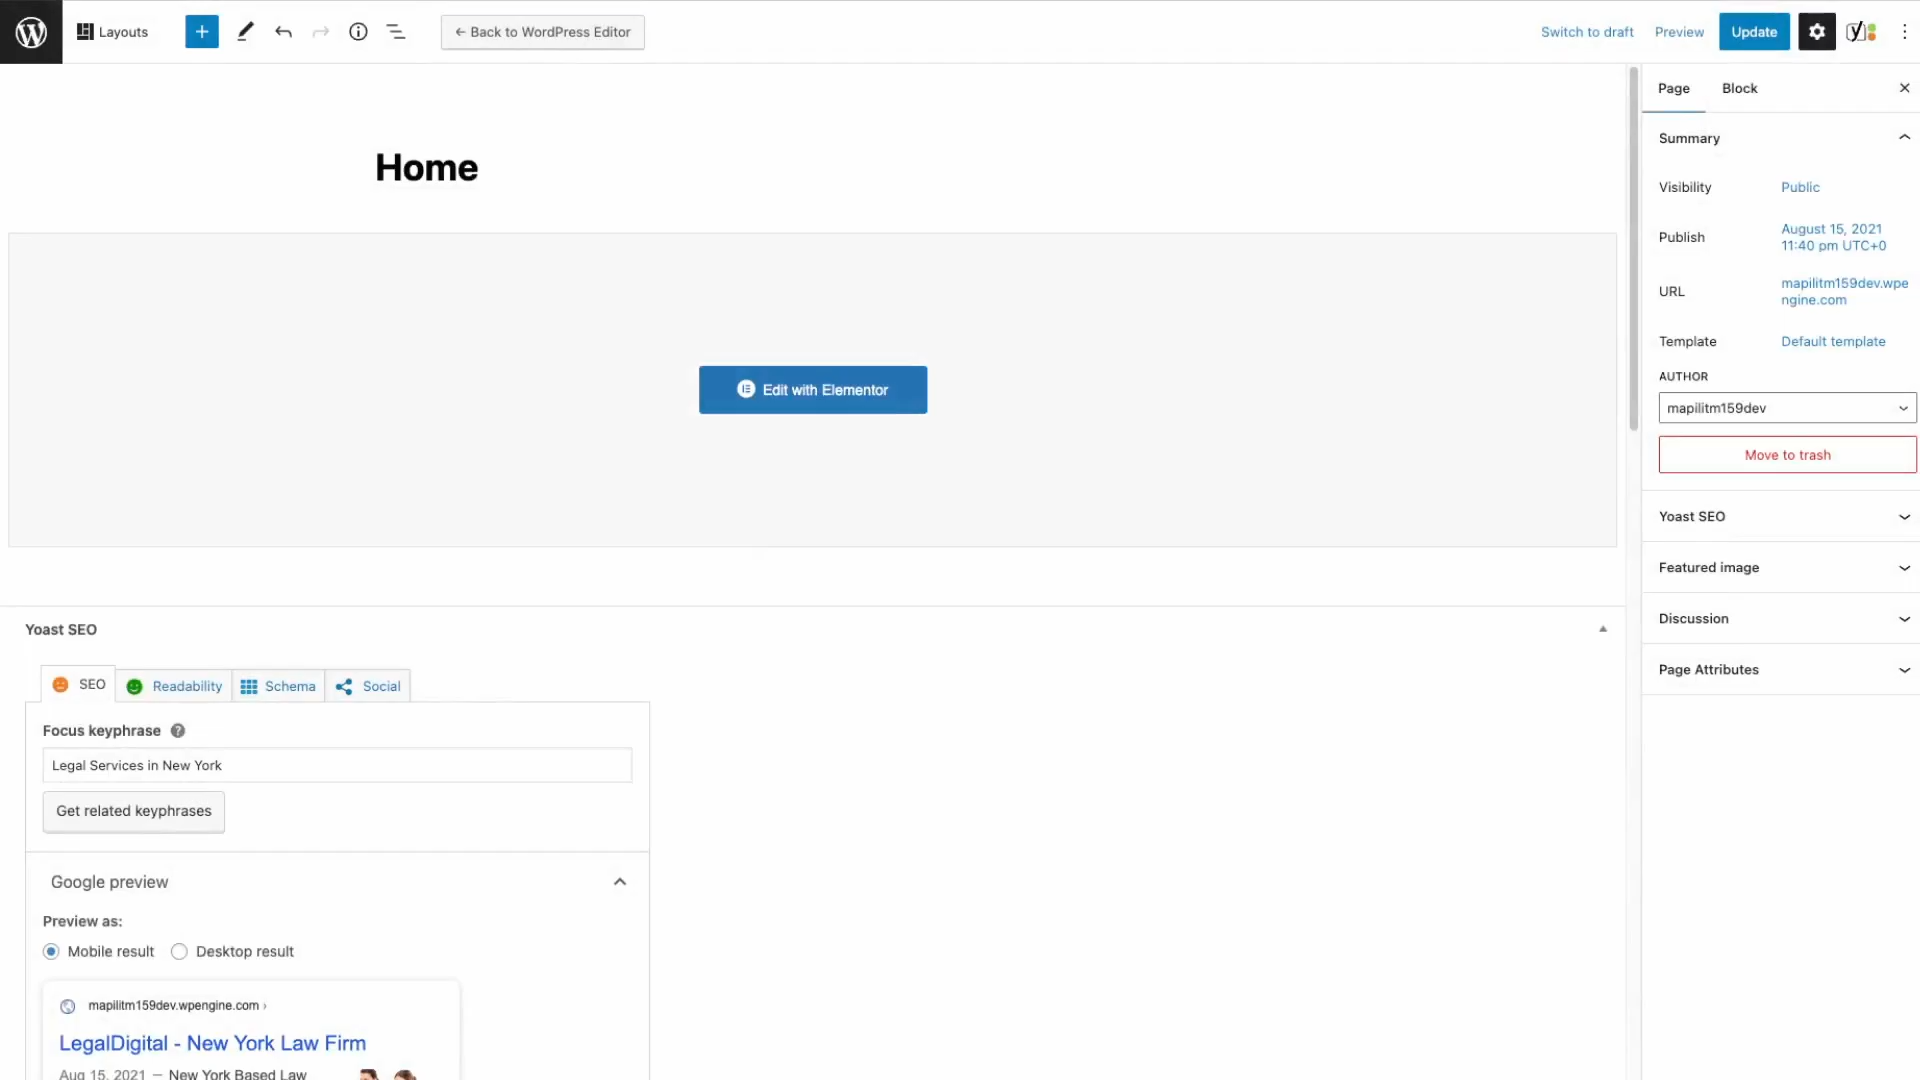 Layouts
← Back to WordPress Editor
Switch to draft
Preview
Update
Page
Block
Home
Summary
Visibility
Public
Publish
August 15, 2021
11:40 pm UTC+0
URL
mapilitm159dev.wpe
ngine.com
Template
Default template
AUTHOR
mapilitm159dev
Move to trash
Edit with Elementor
Yoast SEO
Featured image
Discussion
Page Attributes
Yoast SEO
SEO
Readability
Schema
Social
Focus keyphrase
Legal Services in New York
Get related keyphrases
Google preview
Preview as:
Mobile result
Desktop result
mapilitm159dev.wpengine.com ›
LegalDigital - New York Law Firm
Aug 15, 2021 — New York Based Law